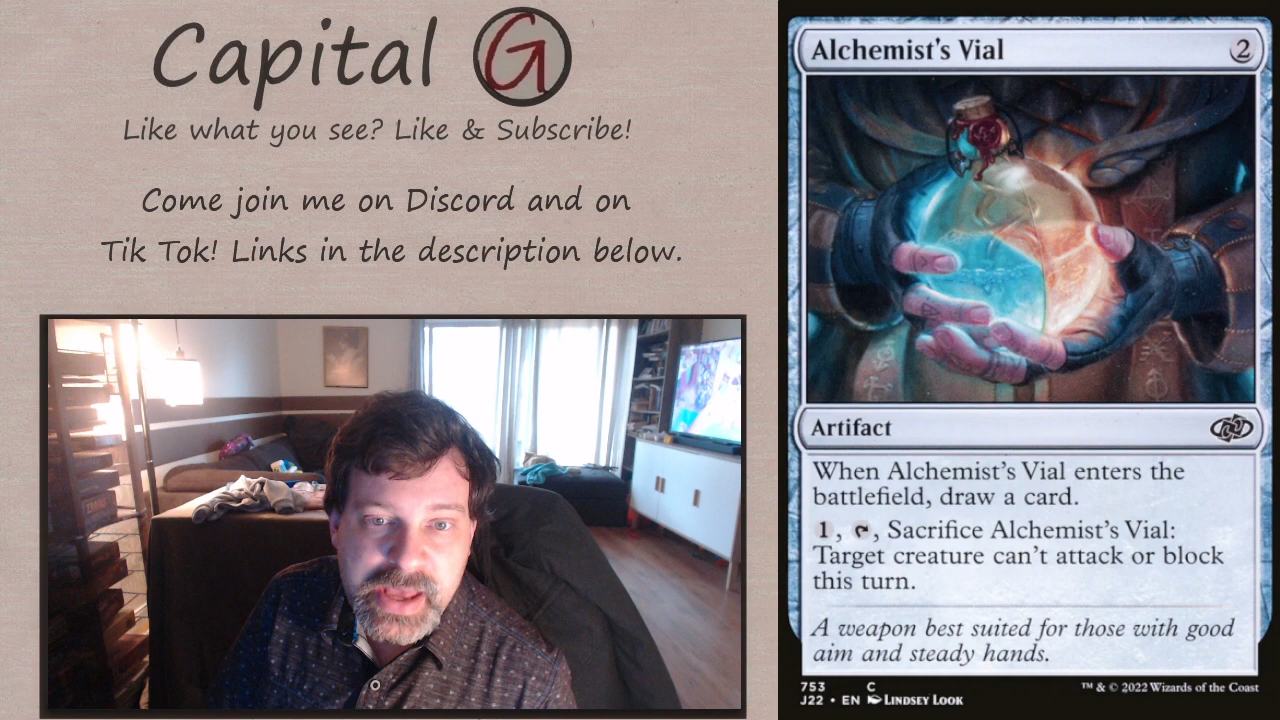 Capital G
Like what you see? Like & Subscribe!
Come join me on Discord and on
Tik Tok! Links in the description below.
Alchemist's Vial 2
Artifact
When Alchemist's Vial enters the
battlefield, draw a card.
1, , Sacrifice Alchemist's Vial:
Target creature can't attack or block
this turn.
A weapon best suited for those with good
aim and steady hands.
753 C
J22 • EN LINDSEY LOOK
™ & © 2022 Wizards of the Coast